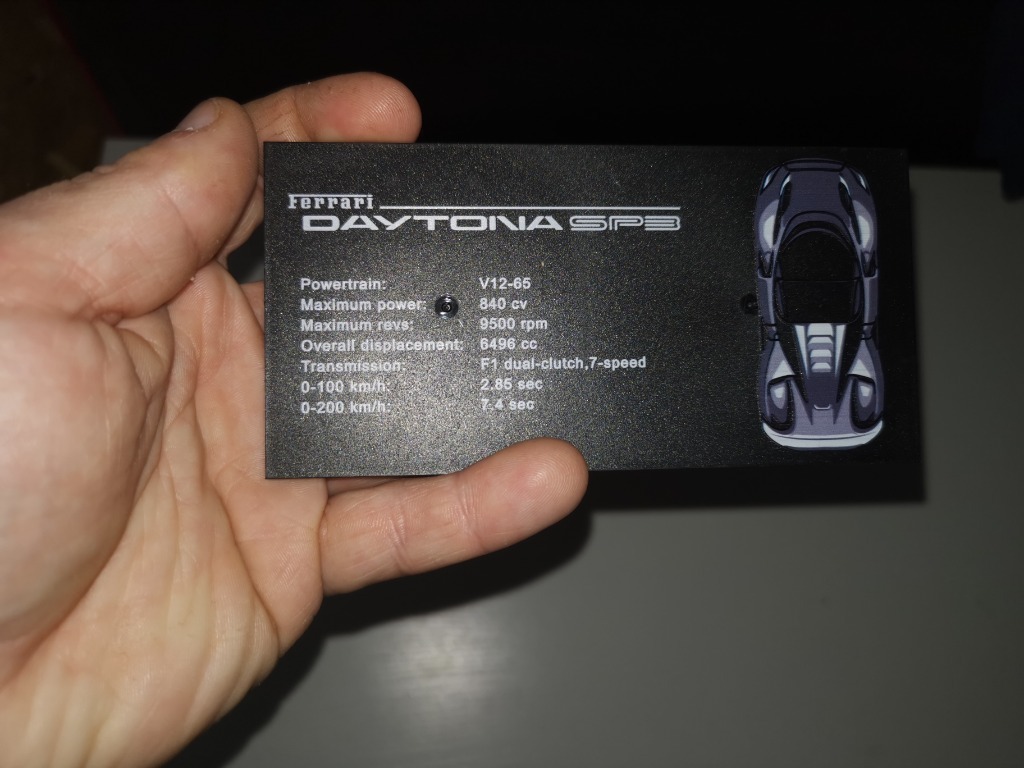 Ferrari
DAYTONA SP3
Powertrain: V12-65
Maximum power: 840 cv
Maximum revs: 9500 rpm
Overall displacement: 6496 cc
Transmission: F1 dual-clutch,7-speed
0-100 km/h: 2.85 sec
0-200 km/h: 7.4 sec